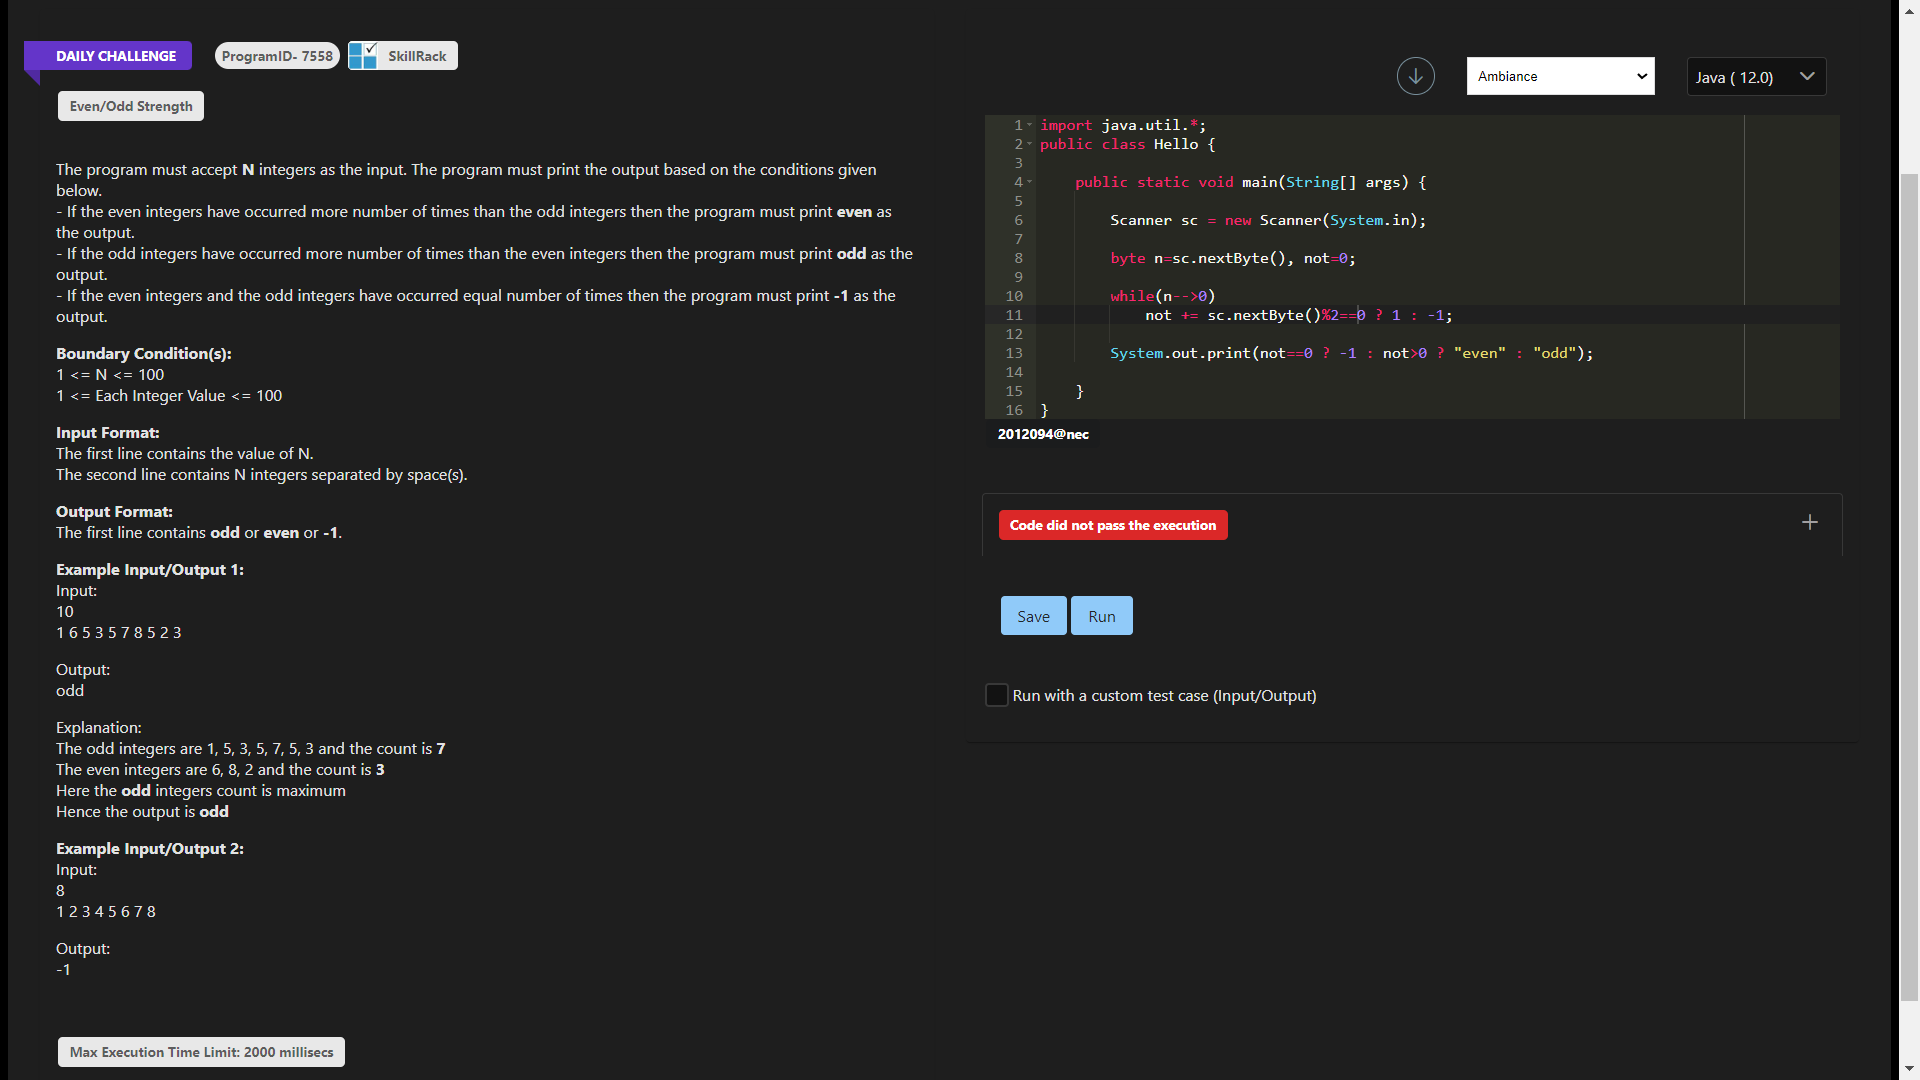 DAILY CHALLENGE
ProgramID- 7558
SkillRack
Even/Odd Strength
The program must accept N integers as the input. The program must print the output based on the conditions given
below.
- If the even integers have occurred more number of times than the odd integers then the program must print even as
the output.
- If the odd integers have occurred more number of times than the even integers then the program must print odd as the
output.
- If the even integers and the odd integers have occurred equal number of times then the program must print -1 as the
output.
Boundary Condition(s):
1 <= N <= 100
1 <= Each Integer Value <= 100
Input Format:
The first line contains the value of N.
The second line contains N integers separated by space(s).
Output Format:
The first line contains odd or even or -1.
Example Input/Output 1:
Input:
10
1 6 5 3 5 7 8 5 2 3
Output:
odd
Explanation:
The odd integers are 1, 5, 3, 5, 7, 5, 3 and the count is 7
The even integers are 6, 8, 2 and the count is 3
Here the odd integers count is maximum
Hence the output is odd
Example Input/Output 2:
Input:
8
1 2 3 4 5 6 7 8
Output:
-1
Max Execution Time Limit: 2000 millisecs
Ambiance
Java ( 12.0)
1 import java.util.*;
2 public class Hello {
3
4 public static void main(String[] args) {
5
6 Scanner sc = new Scanner(System.in);
7
8 byte n=sc.nextByte(), not=0;
9
10 while(n-->0)
11 not += sc.nextByte()%2==0 ? 1 : -1;
12
13 System.out.print(not==0 ? -1 : not>0 ? "even" : "odd");
14
15 }
16 }
2012094@nec
Code did not pass the execution
Save
Run
Run with a custom test case (Input/Output)